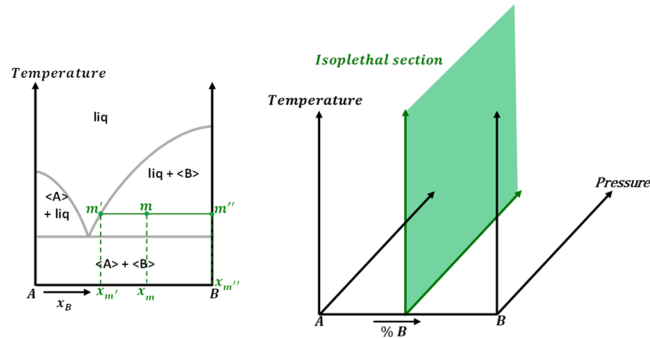 Temperature
liq
liq + <B>
<A>
+ liq
m'
m
m''
<A> + <B>
x_m''
A
B
x_B
x_m'
x_m
Isoplethal section
Temperature
Pressure
A
B
% B